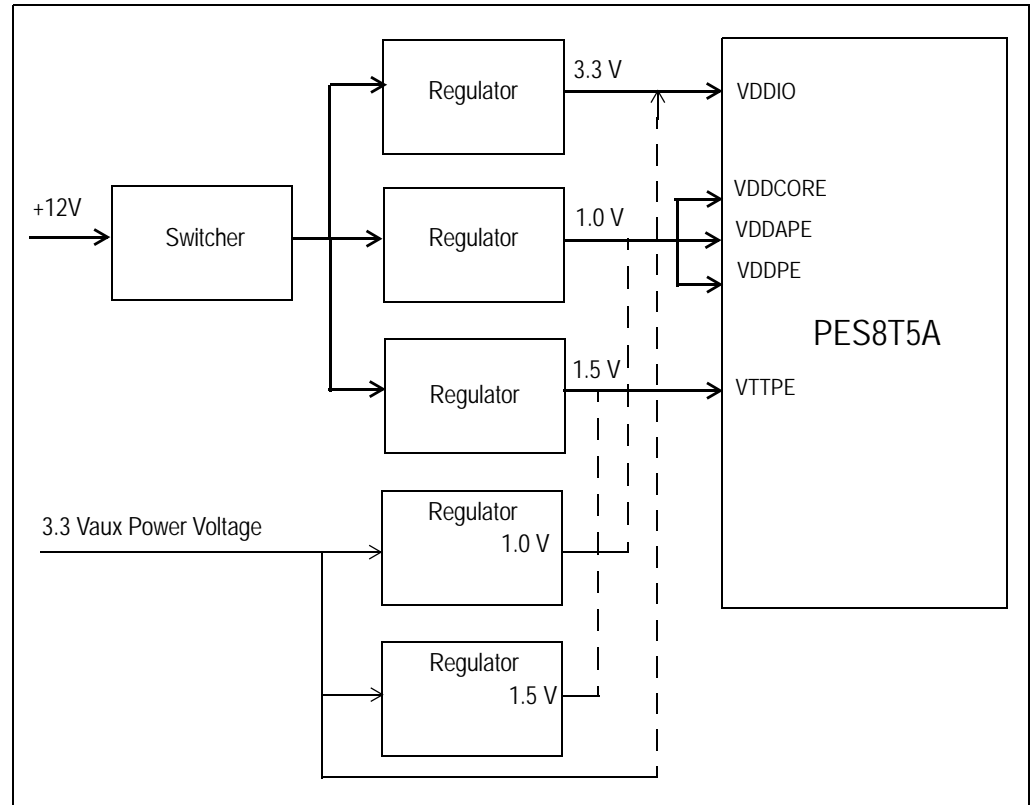 3.3 V
Regulator
VDDIO
+12V
Switcher
1.0 V
Regulator
VDDCORE
VDDAPE
VDDPE
PES8T5A
1.5 V
Regulator
VTTPE
3.3 Vaux Power Voltage
Regulator
1.0 V
Regulator
1.5 V